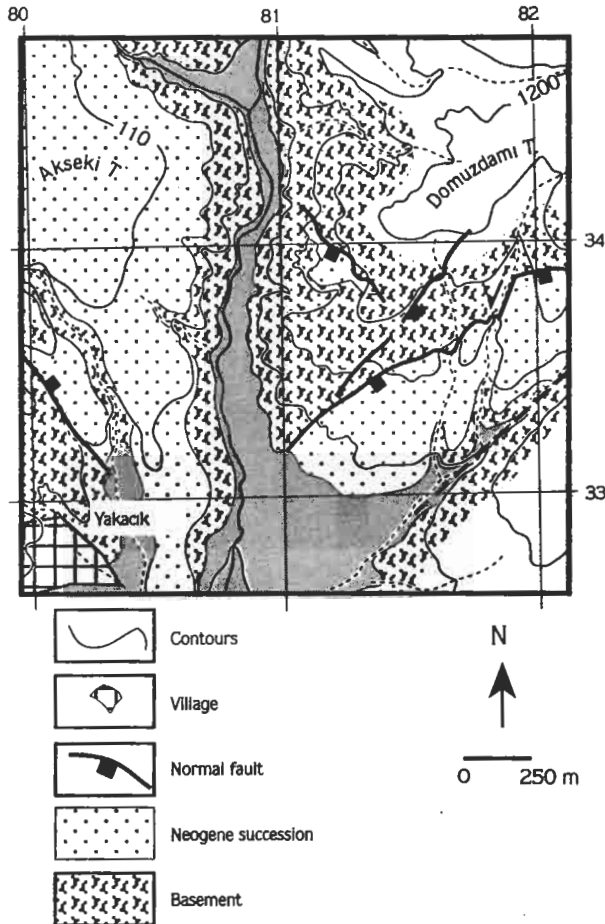 80 81 82
110
1200
Akseki T
Domuzdamı T.
34
33
Yakacık
Contours
N
Village
Normal fault
0 250 m
Neogene succession
Basement